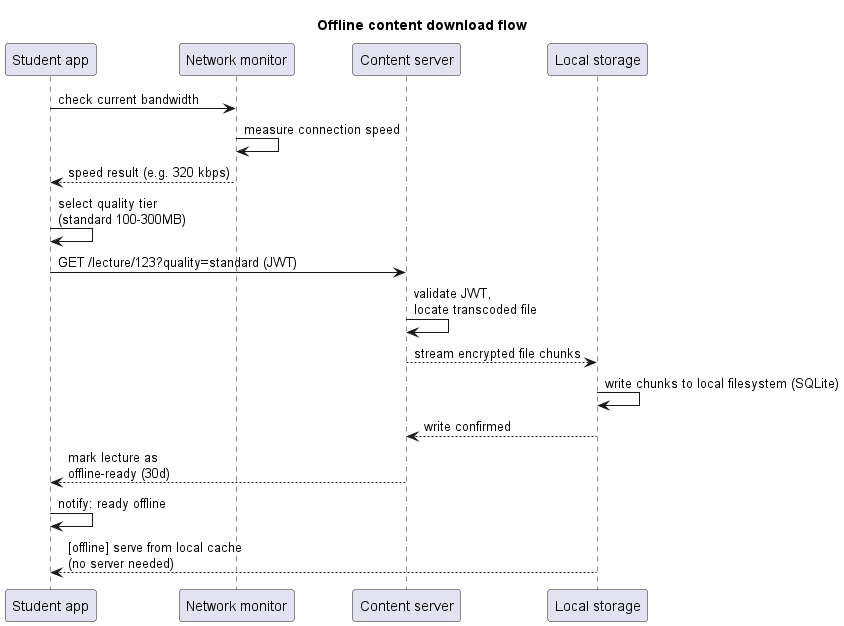 Offline content download flow
Student app
Network monitor
Content server
Local storage
check current bandwidth
measure connection speed
speed result (e.g. 320 kbps)
select quality tier
(standard 100-300MB)
GET /lecture/123?quality=standard (JWT)
validate JWT,
locate transcoded file
stream encrypted file chunks
write chunks to local filesystem (SQLite)
write confirmed
mark lecture as
offline-ready (30d)
notify: ready offline
[offline] serve from local cache
(no server needed)
Student app
Network monitor
Content server
Local storage